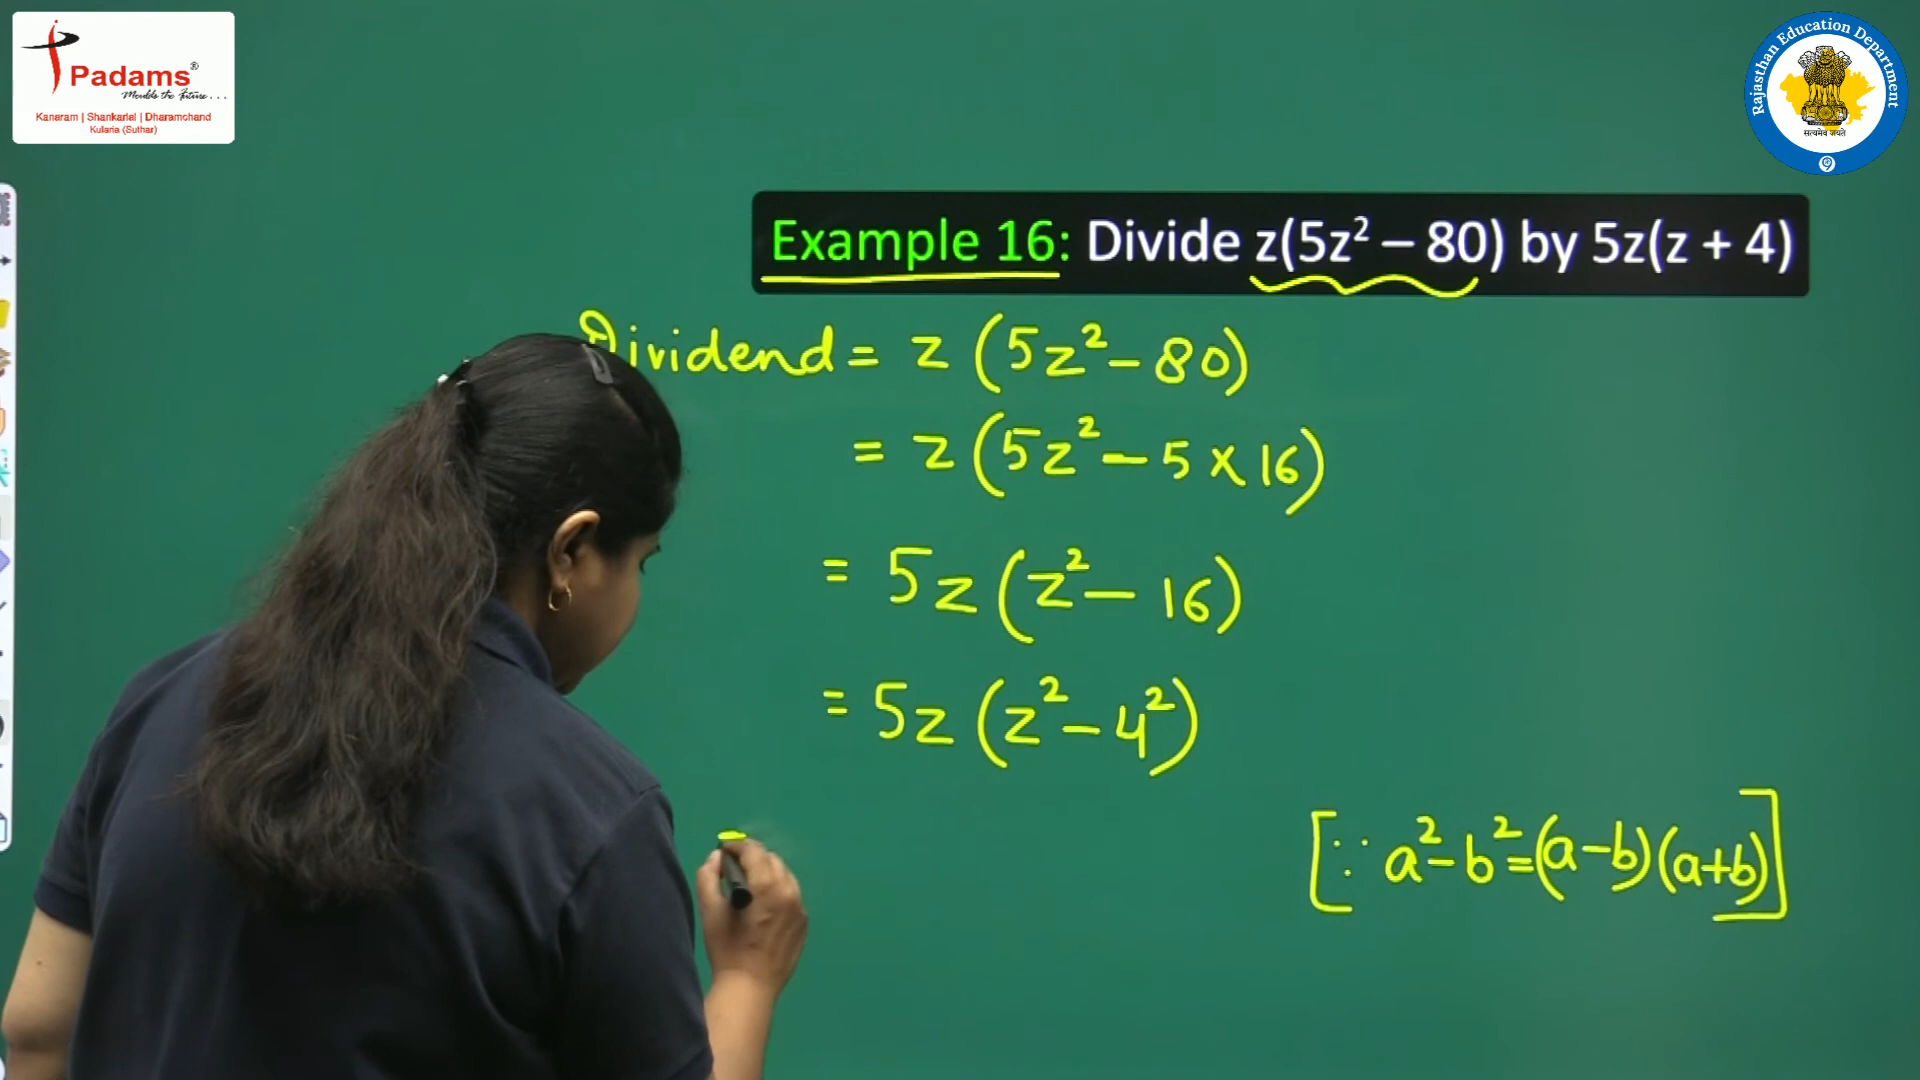 Padams®
Moulds the Future...
Kanaram | Shankarlal | Dharamchand
Kularia (Suthar)
Rajasthan Education Department
सत्यमेव जयते
Example 16: Divide z(5z² – 80) by 5z(z + 4)
Dividend = z (5z² – 80)
= z (5z² – 5 × 16)
= 5z (z² – 16)
= 5z (z² – 4²)
[∵ a² – b² = (a – b) (a + b)]
=